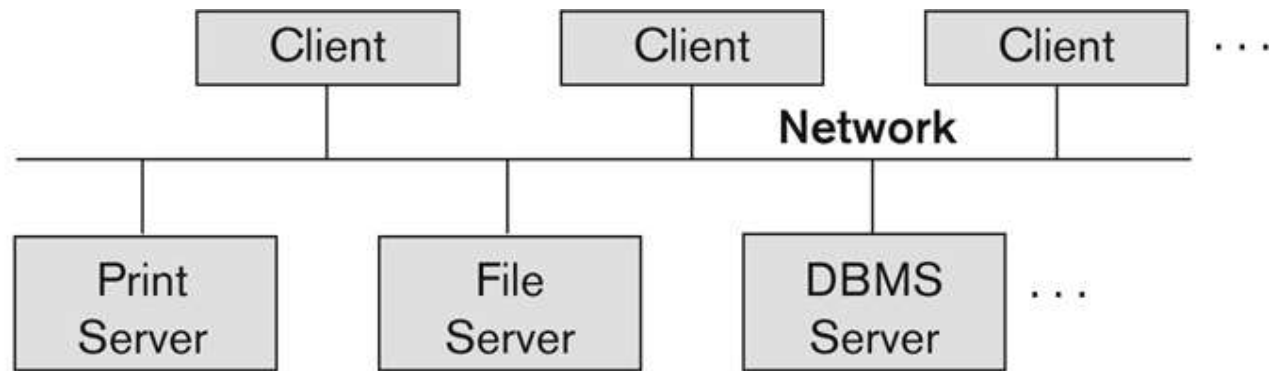 Client
Client
Client
. . .
Network
Print
Server
File
Server
DBMS
Server
. . .